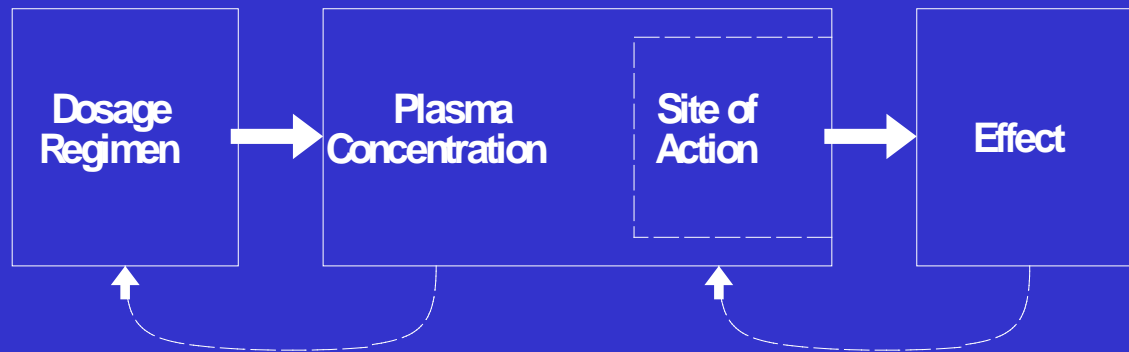 Dosage
Regimen
Plasma
Concentration
Site of
Action
Effect